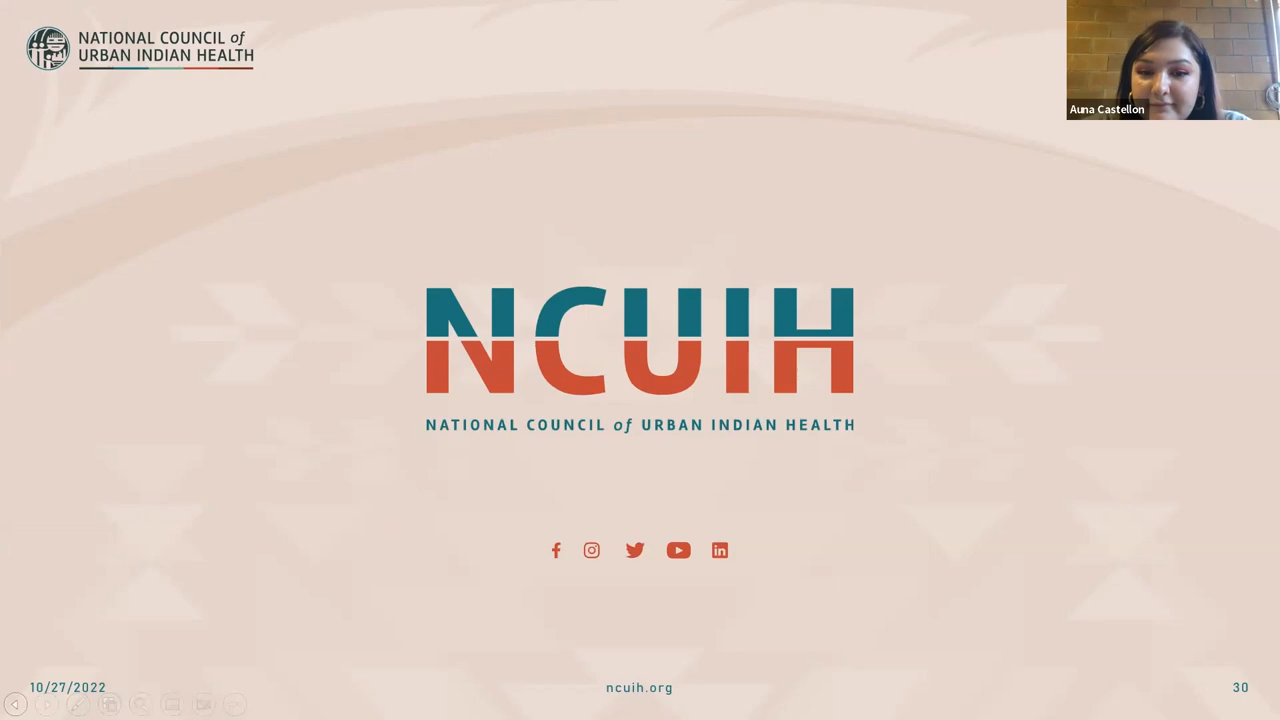 NATIONAL COUNCIL of
URBAN INDIAN HEALTH
Auna Castellon
NCUIH
NATIONAL COUNCIL of URBAN INDIAN HEALTH
10/27/2022
ncuih.org
30